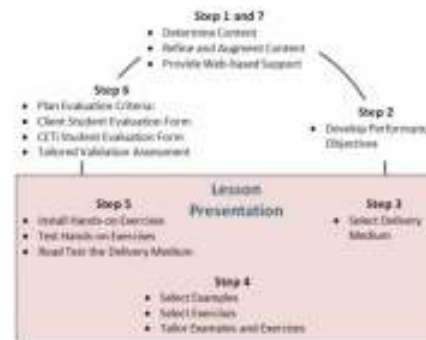 Step 1 and 7
• Determine Content
• Refine and Augment Content
• Provide Web-based Support
Step 6
• Plan Evaluation Criteria:
• Client Student Evaluation Form
• CETi Student Evaluation Form
• Tailored Validation Assessment
Step 2
• Develop Performance
Objectives
Lesson
Presentation
Step 5
• Install Hands-on Exercises
• Test Hands-on Exercises
• Road Test the Delivery Medium
Step 3
• Select Delivery
Medium
Step 4
• Select Examples
• Select Exercises
• Tailor Examples and Exercises